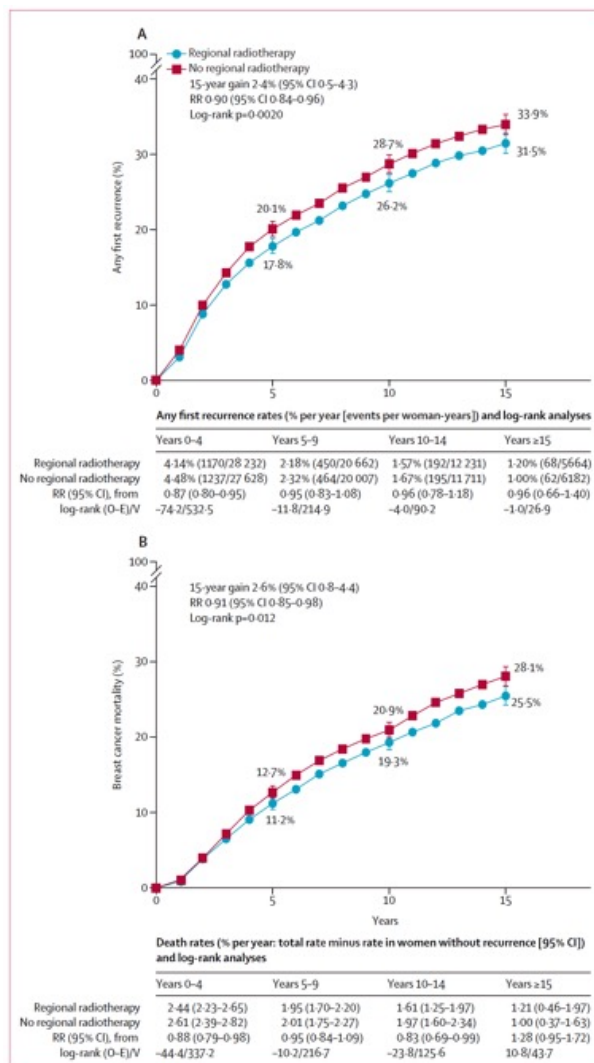 A
Regional radiotherapy
No regional radiotherapy
15-year gain 2·4% (95% CI 0·5–4·3)
RR 0·90 (95% CI 0·84–0·96)
Log-rank p=0·0020
100
40
30
20
10
0
Any first recurrence (%)
20·1%
17·8%
28·7%
26·2%
33·9%
31·5%
0 5 10 15
Any first recurrence rates (% per year [events per woman-years]) and log-rank analyses
Years 0–4 Years 5–9 Years 10–14 Years ≥15
Regional radiotherapy 4·14% (1170/28 232) 2·18% (450/20 662) 1·57% (192/12 231) 1·20% (68/5664)
No regional radiotherapy 4·48% (1237/27 628) 2·32% (464/20 007) 1·67% (195/11 711) 1·00% (62/6182)
RR (95% CI), from 0·87 (0·80–0·95) 0·95 (0·83–1·08) 0·96 (0·78–1·18) 0·96 (0·66–1·40)
log-rank (O–E)/V –74·2/532·5 –11·8/214·9 –4·0/90·2 –1·0/26·9
B
15-year gain 2·6% (95% CI 0·8–4·4)
RR 0·91 (95% CI 0·85–0·98)
Log-rank p=0·012
100
40
30
20
10
0
Breast cancer mortality (%)
12·7%
11·2%
20·9%
19·3%
28·1%
25·5%
0 5 10 15
Years
Death rates (% per year: total rate minus rate in women without recurrence [95% CI])
and log-rank analyses
Years 0–4 Years 5–9 Years 10–14 Years ≥15
Regional radiotherapy 2·44 (2·23–2·65) 1·95 (1·70–2·20) 1·61 (1·25–1·97) 1·21 (0·46–1·97)
No regional radiotherapy 2·61 (2·39–2·82) 2·01 (1·75–2·27) 1·97 (1·60–2·34) 1·00 (0·37–1·63)
RR (95% CI), from 0·88 (0·79–0·98) 0·95 (0·84–1·09) 0·83 (0·69–0·99) 1·28 (0·95–1·72)
log-rank (O–E)/V –44·4/337·2 –10·2/216·7 –23·8/125·6 10·8/43·7